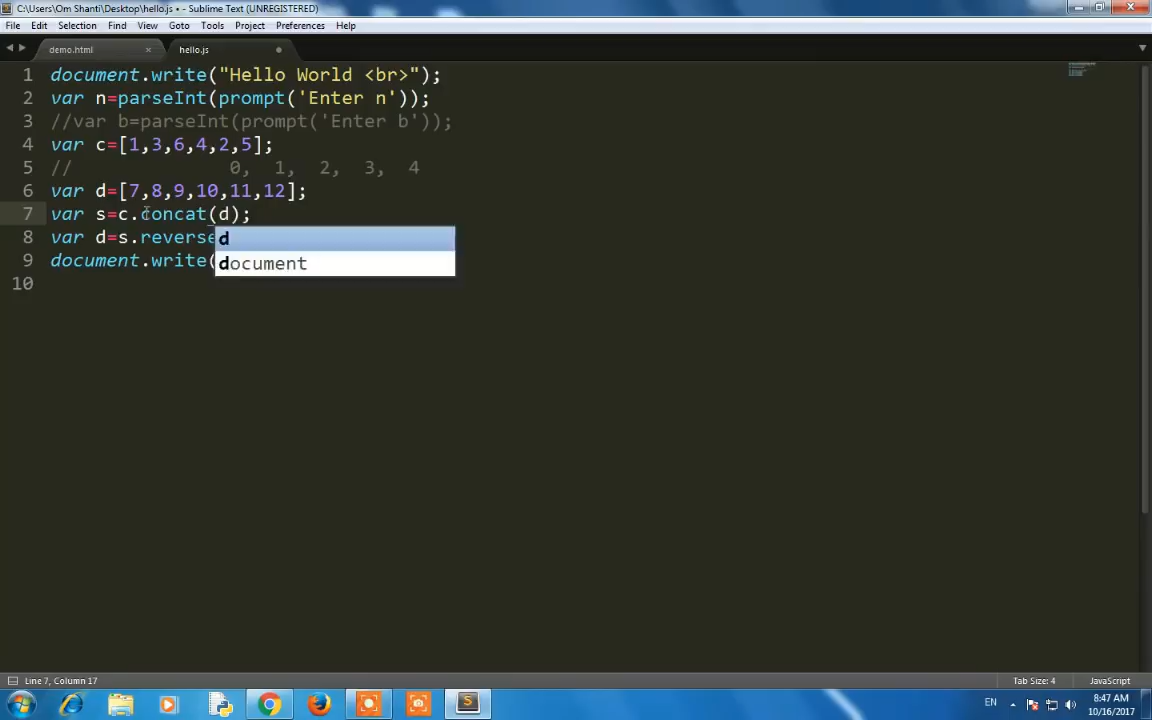 C:\Users\Om Shanti\Desktop\hello.js • - Sublime Text (UNREGISTERED)
File Edit Selection Find View Goto Tools Project Preferences Help
demo.html hello.js
1 document.write("Hello World <br>");
2 var n=parseInt(prompt('Enter n'));
3 //var b=parseInt(prompt('Enter b'));
4 var c=[1,3,6,4,2,5];
5 // 0, 1, 2, 3, 4
6 var d=[7,8,9,10,11,12];
7 var s=c.concat(d);
8 var d=s.reverse
d
9 document.write(
document
10
Line 7, Column 17 Tab Size: 4 JavaScript
EN 8:47 AM
10/16/2017